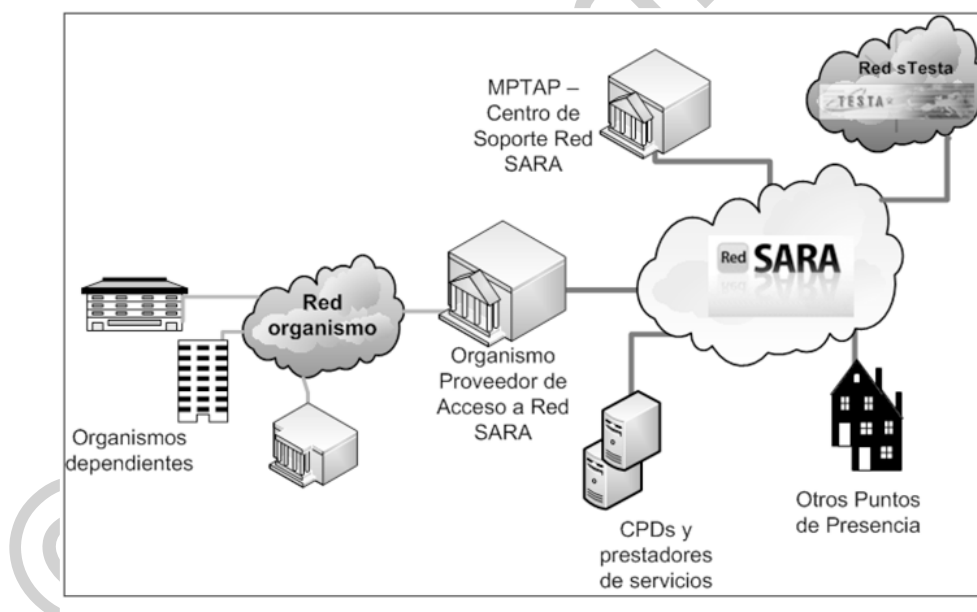 MPTAP –
Centro de
Soporte Red
SARA
Red sTesta
TESTA
Red SARA
Red
organismo
Organismo
Proveedor de
Acceso a Red
SARA
Organismos
dependientes
CPDs y
prestadores
de servicios
Otros Puntos
de Presencia